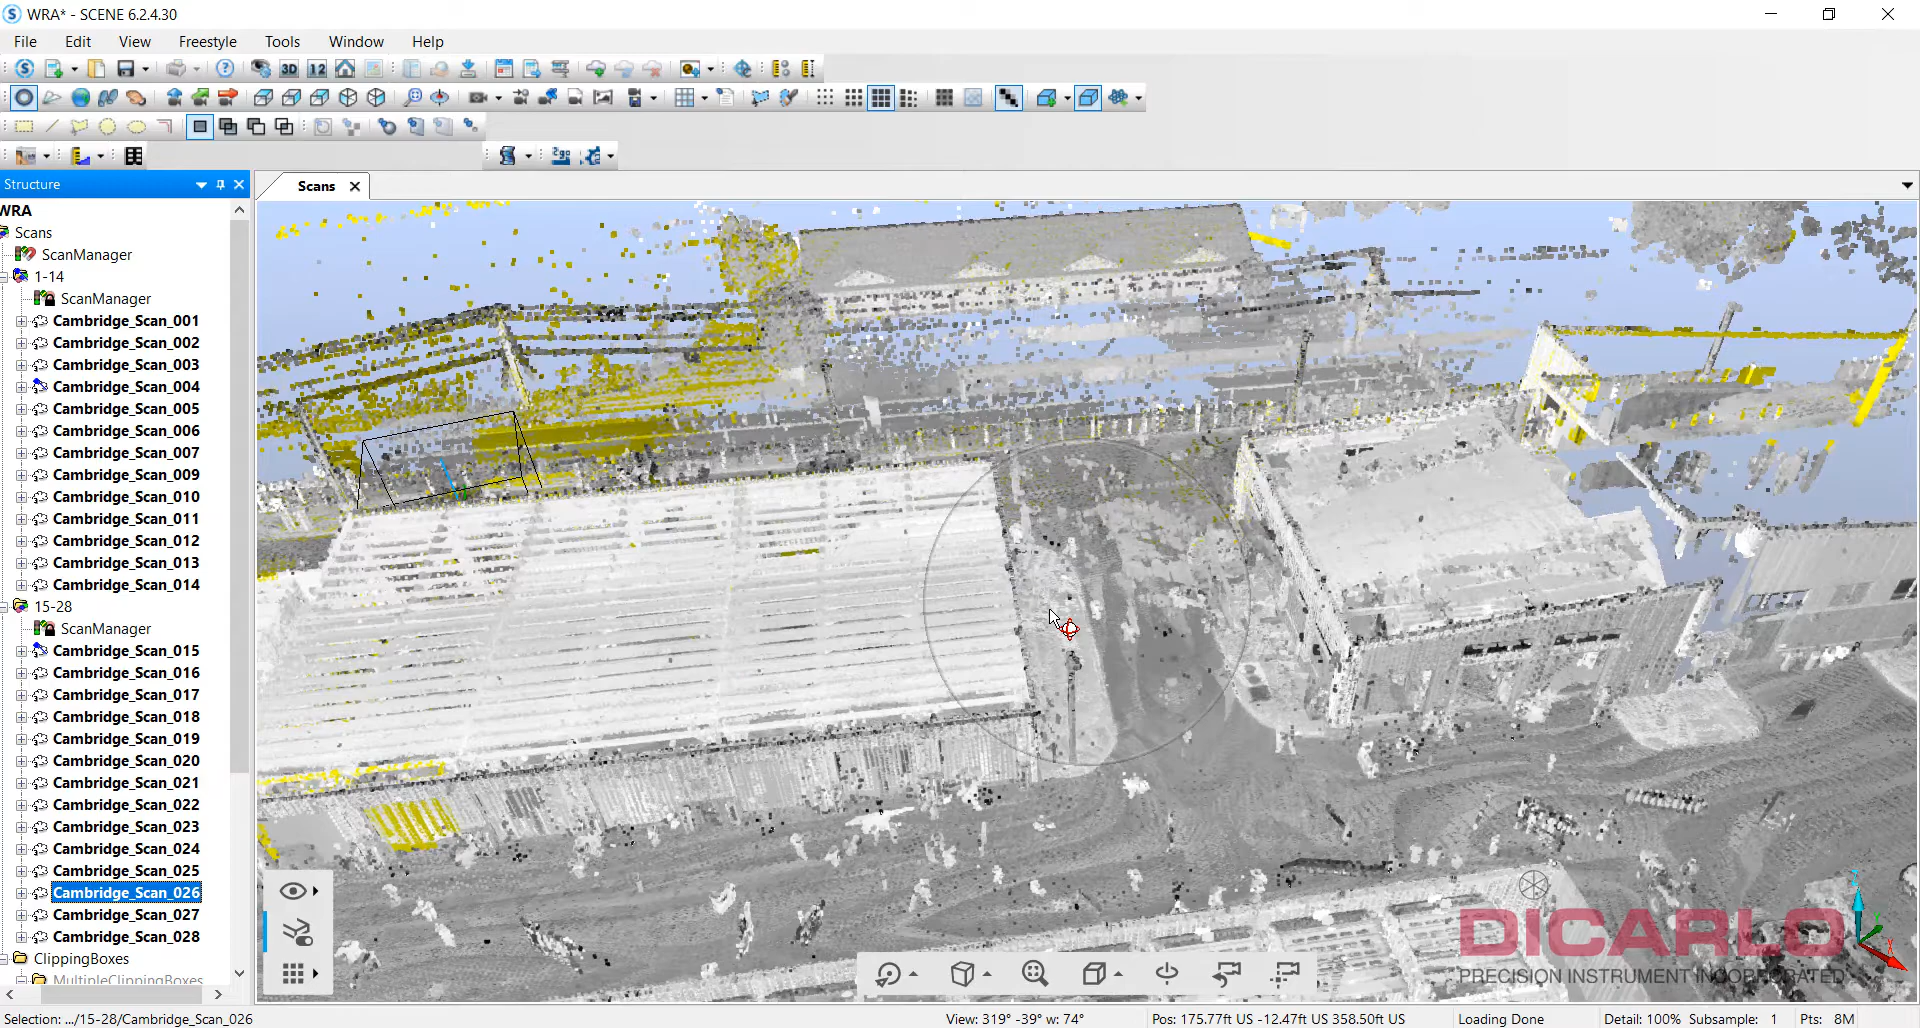 WRA* - SCENE 6.2.4.30
File Edit View Freestyle Tools Window Help
3D 12
Structure
Scans
WRA
Scans
ScanManager
1-14
ScanManager
Cambridge_Scan_001
Cambridge_Scan_002
Cambridge_Scan_003
Cambridge_Scan_004
Cambridge_Scan_005
Cambridge_Scan_006
Cambridge_Scan_007
Cambridge_Scan_009
Cambridge_Scan_010
Cambridge_Scan_011
Cambridge_Scan_012
Cambridge_Scan_013
Cambridge_Scan_014
15-28
ScanManager
Cambridge_Scan_015
Cambridge_Scan_016
Cambridge_Scan_017
Cambridge_Scan_018
Cambridge_Scan_019
Cambridge_Scan_020
Cambridge_Scan_021
Cambridge_Scan_022
Cambridge_Scan_023
Cambridge_Scan_024
Cambridge_Scan_025
Cambridge_Scan_026
Cambridge_Scan_027
Cambridge_Scan_028
ClippingBoxes
MultipleClippingBoxes
DICARLO
PRECISION INSTRUMENT INCORPORATED
Selection: .../15-28/Cambridge_Scan_026 View: 319° -39° w: 74° Pos: 175.77ft US -12.47ft US 358.50ft US Loading Done Detail: 100% Subsample: 1 Pts: 8M